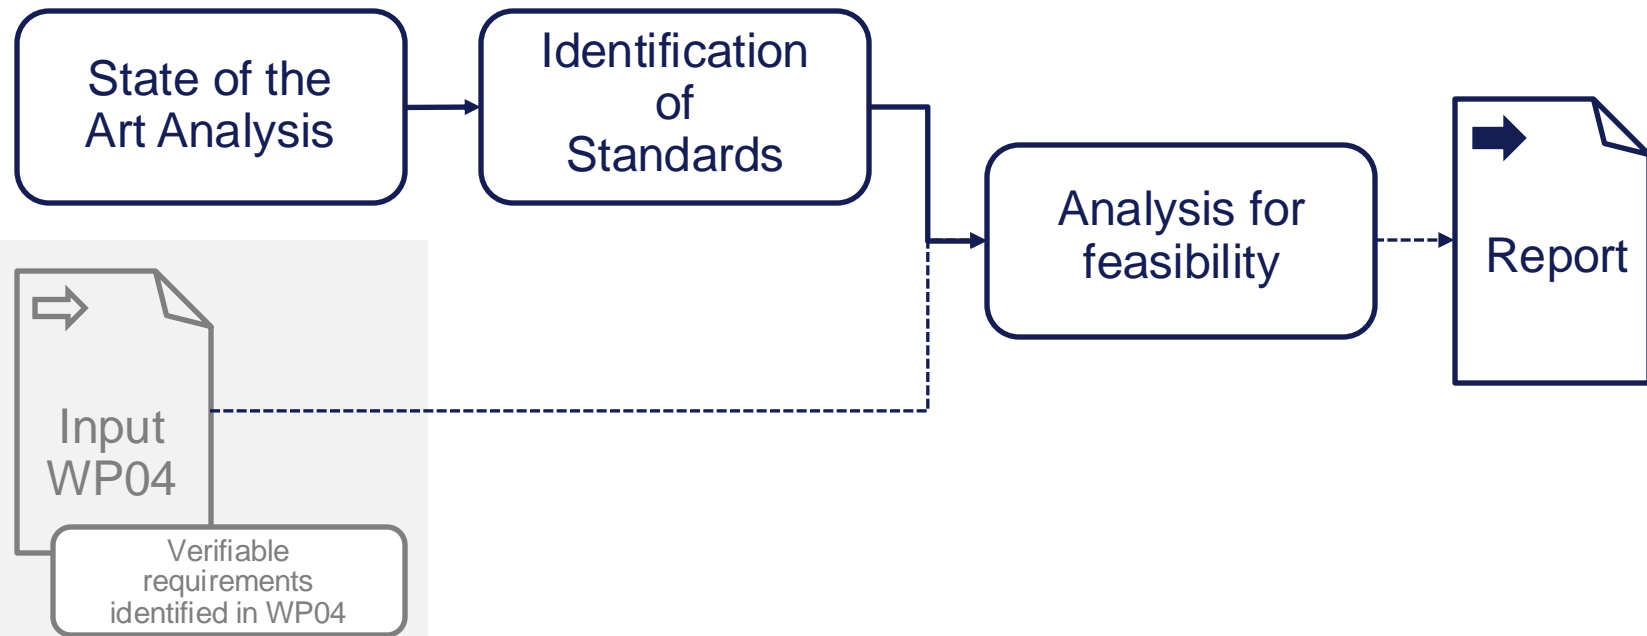 State of the
Art Analysis
Identification
of
Standards
Analysis for
feasibility
Report
Input
WP04
Verifiable
requirements
identified in WP04